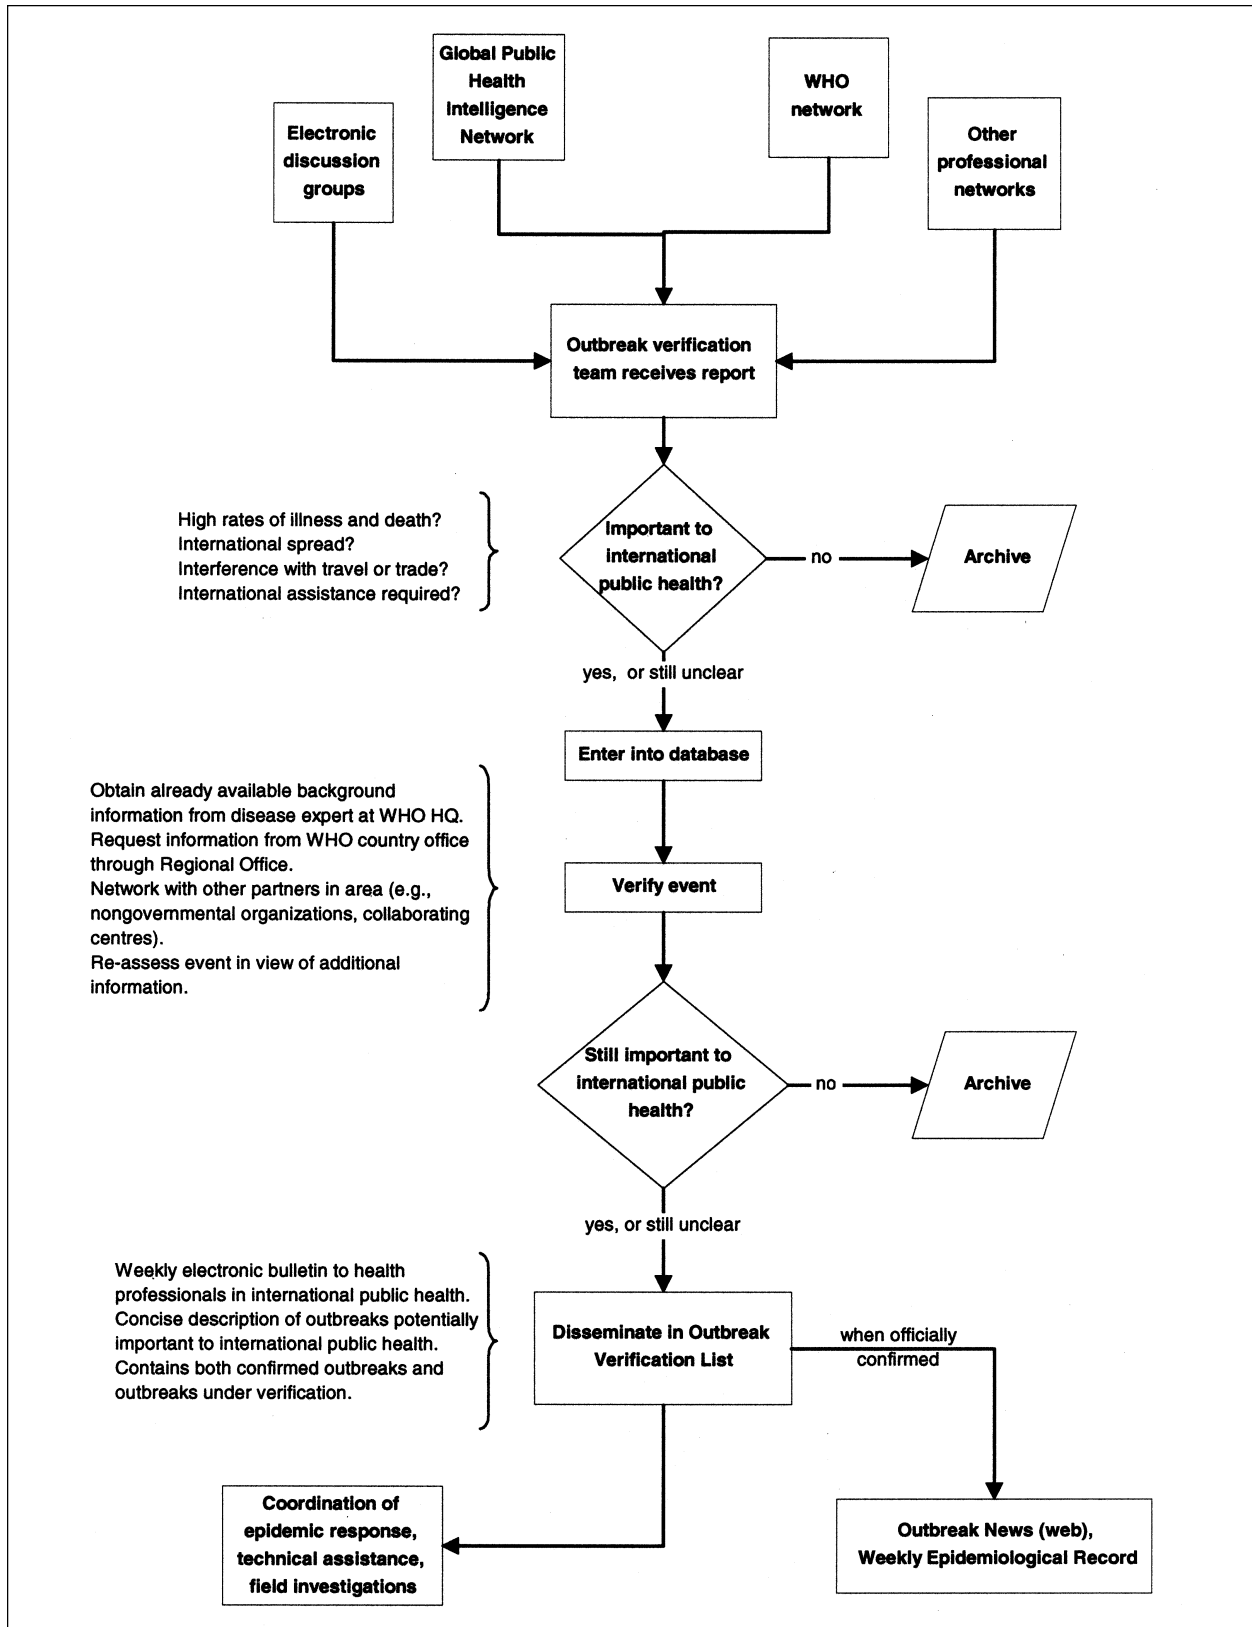 Global Public
Health
Intelligence
Network
WHO
network
Electronic
discussion
groups
Other
professional
networks
Outbreak verification
team receives report
High rates of illness and death?
International spread?
Interference with travel or trade?
International assistance required?
Important to
international
public health?
no
Archive
yes, or still unclear
Enter into database
Obtain already available background
information from disease expert at WHO HQ.
Request information from WHO country office
through Regional Office.
Network with other partners in area (e.g.,
nongovernmental organizations, collaborating
centres).
Re-assess event in view of additional
information.
Verify event
Still important to
international public
health?
no
Archive
yes, or still unclear
Weekly electronic bulletin to health
professionals in international public health.
Concise description of outbreaks potentially
important to international public health.
Contains both confirmed outbreaks and
outbreaks under verification.
Disseminate in Outbreak
Verification List
when officially
confirmed
Coordination of
epidemic response,
technical assistance,
field investigations
Outbreak News (web),
Weekly Epidemiological Record